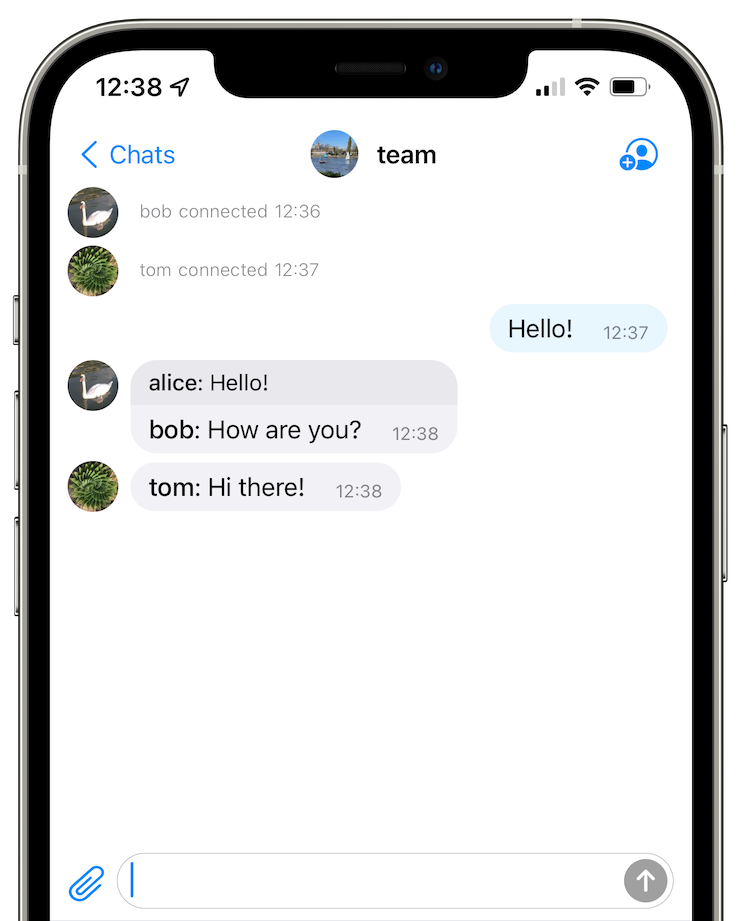 12:38
Chats
team
bob connected 12:36
tom connected 12:37
Hello! 12:37
alice: Hello!
bob: How are you? 12:38
tom: Hi there! 12:38